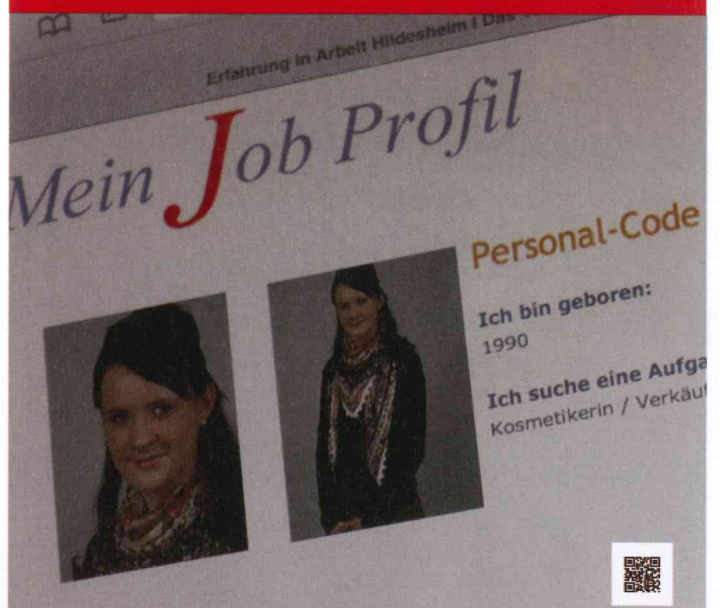 Erfahrung in Arbeit Hildesheim | Das
Mein Job Profil
Personal-Code
Ich bin geboren:
1990
Ich suche eine Aufga
Kosmetikerin / Verkäuf